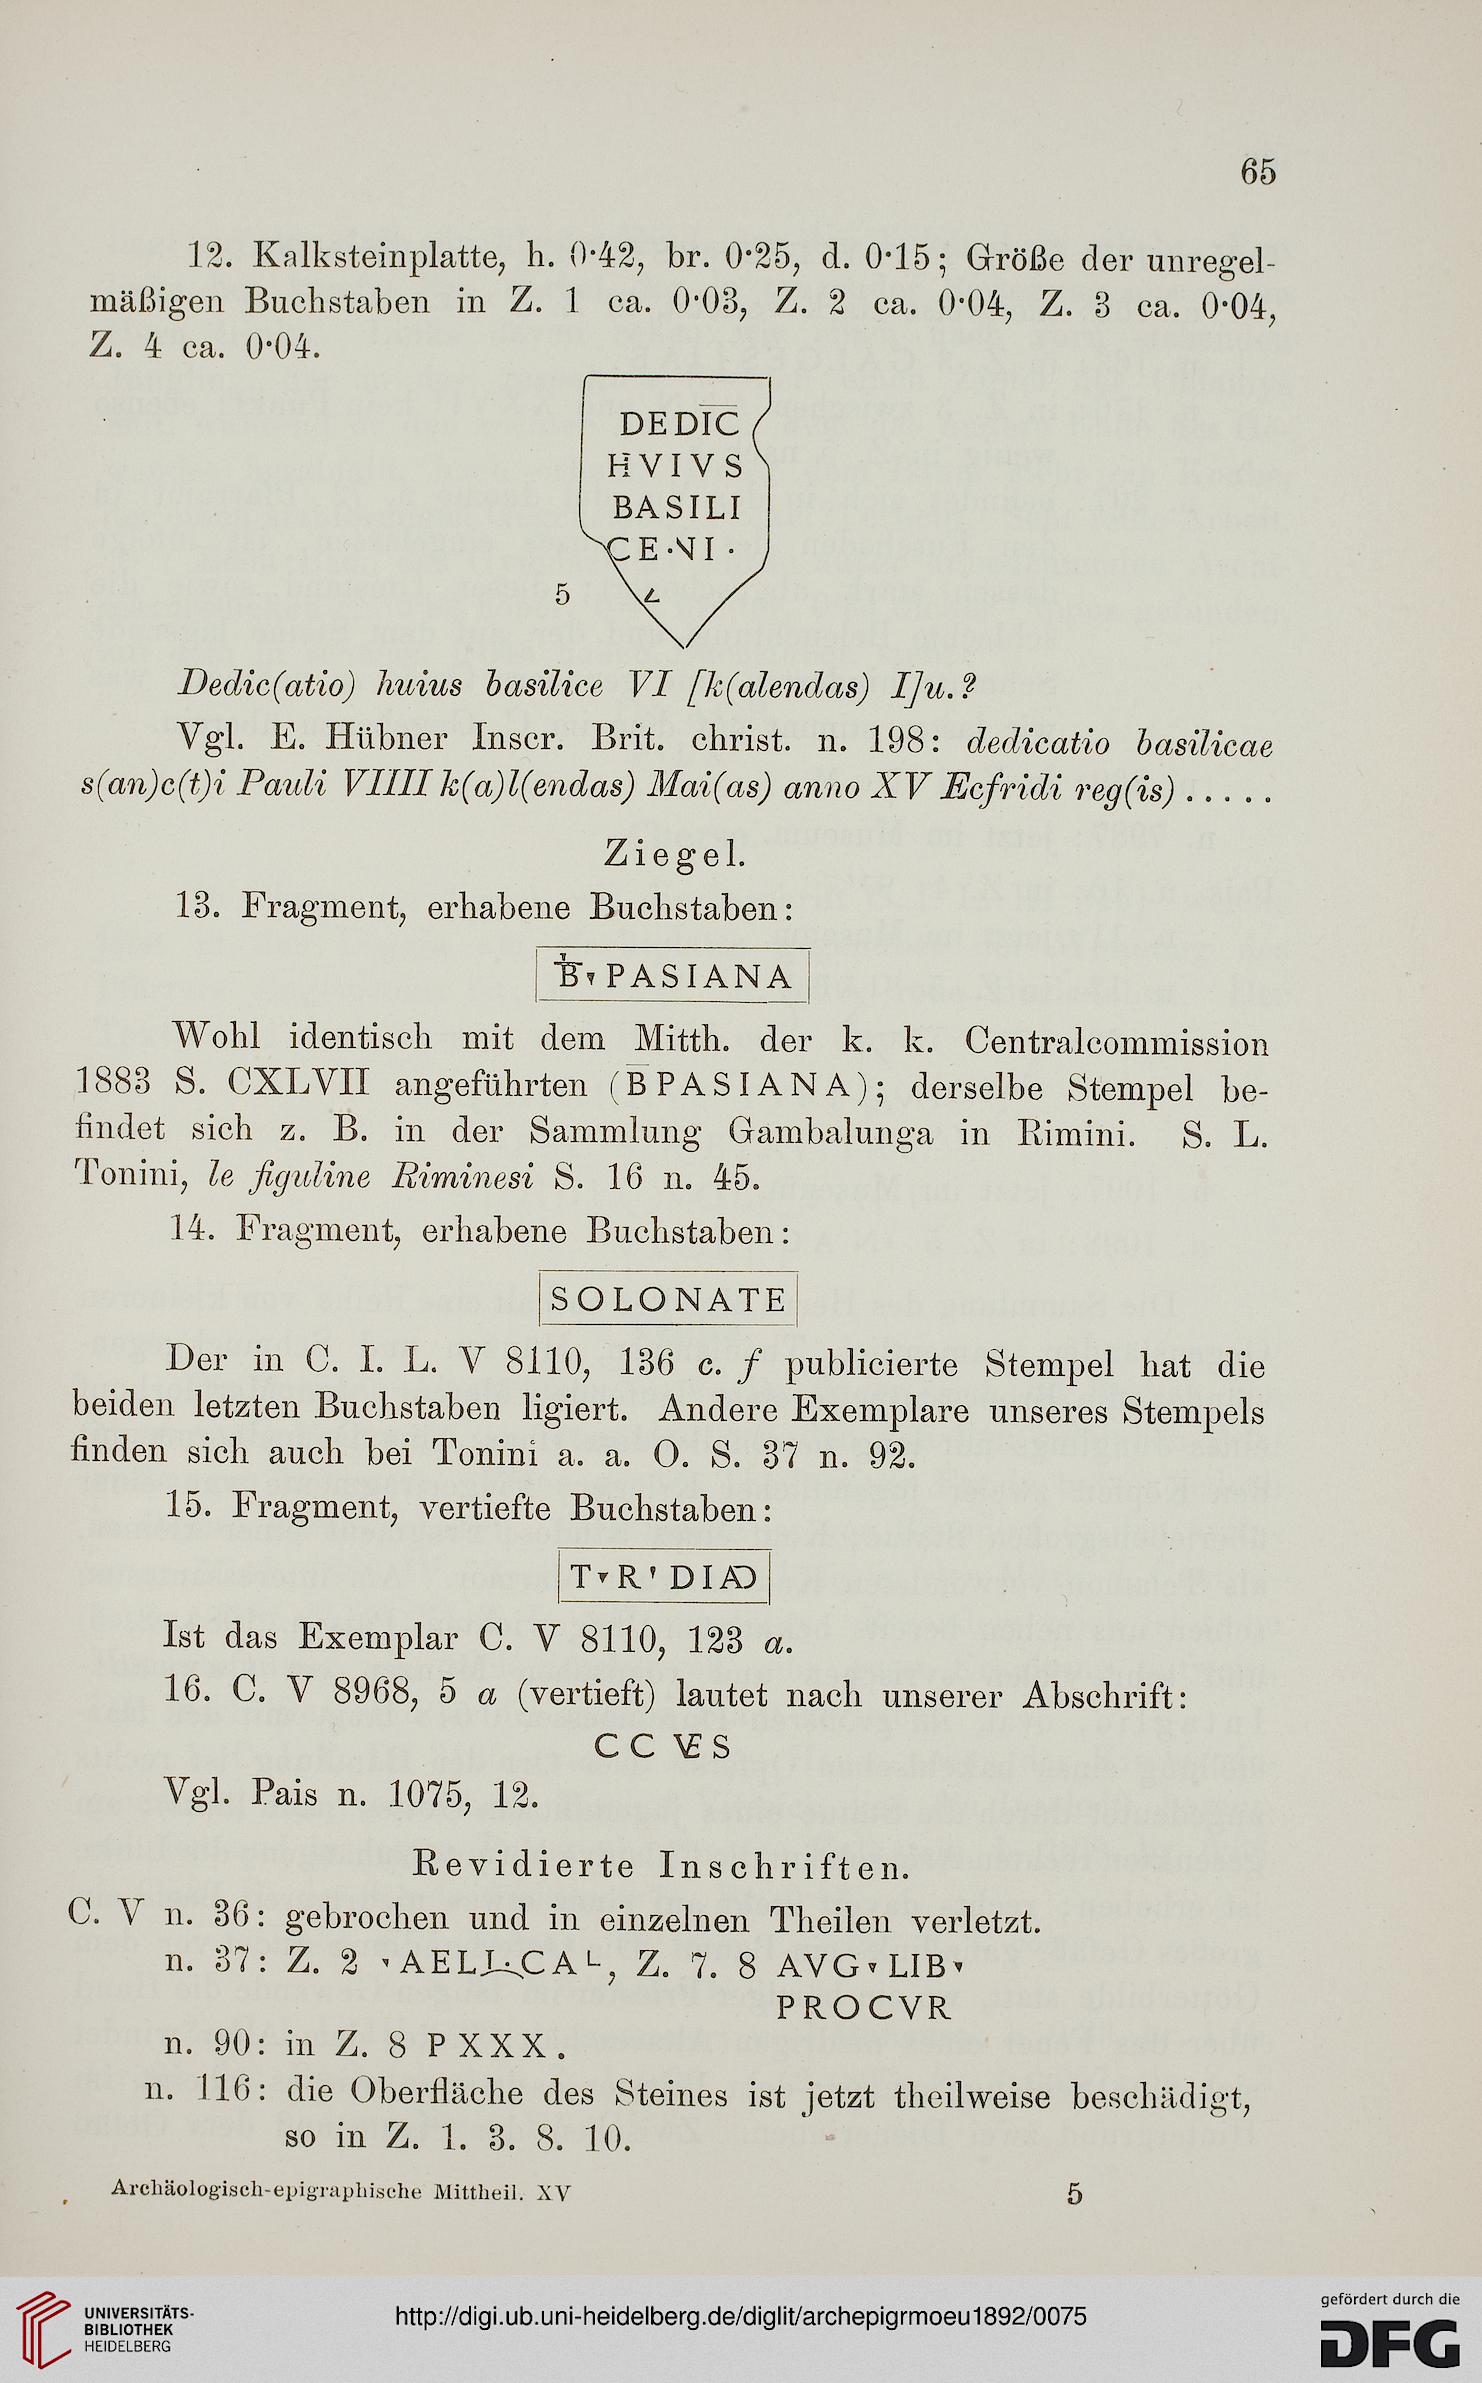 65
12. Kalksteinplatte, h. 0·42, br. 0·25, d. 0·15; Größe der unregel-
mäßigen Buchstaben in Z. 1 ca. 0·03, Z. 2 ca. 0·04, Z. 3 ca. 0·04,
Z. 4 ca. 0·04.
DEDIC̅
HVIVS
BASILI
CE·VI·
5
Dedic(atio) huius basilice VI [k(alendas) I]u.?
Vgl. E. Hübner Inscr. Brit. christ. n. 198: dedicatio basilicae
s(an)c(t)i Pauli VIIII k(a)l(endas) Mai(as) anno XV Ecfridi reg(is) . . . . .
Ziegel.
13. Fragment, erhabene Buchstaben:
B̅▾PASIANA
Wohl identisch mit dem Mitth. der k. k. Centralcommission
1883 S. CXLVII angeführten (B̅PASIANA); derselbe Stempel be-
findet sich z. B. in der Sammlung Gambalunga in Rimini. S. L.
Tonini, le figuline Riminesi S. 16 n. 45.
14. Fragment, erhabene Buchstaben:
SOLONATE
Der in C. I. L. V 8110, 136 c. f publicierte Stempel hat die
beiden letzten Buchstaben ligiert. Andere Exemplare unseres Stempels
finden sich auch bei Tonini a. a. O. S. 37 n. 92.
15. Fragment, vertiefte Buchstaben:
T▾R' DIAD
Ist das Exemplar C. V 8110, 123 a.
16. C. V 8968, 5 a (vertieft) lautet nach unserer Abschrift:
CC VES
Vgl. Pais n. 1075, 12.
Revidierte Inschriften.
C. V n. 36: gebrochen und in einzelnen Theilen verletzt.
n. 37: Z. 2 ▾AELI·CAL, Z. 7. 8 AVG▾LIB▾
PROCVR
n. 90: in Z. 8 PXXX.
n. 116: die Oberfläche des Steines ist jetzt theilweise beschädigt,
so in Z. 1. 3. 8. 10.
Archäologisch-epigraphische Mittheil. XV 5
UNIVERSITÄTS-
BIBLIOTHEK
HEIDELBERG
http://digi.ub.uni-heidelberg.de/diglit/archepigrmoeu1892/0075
gefördert durch die
DFG